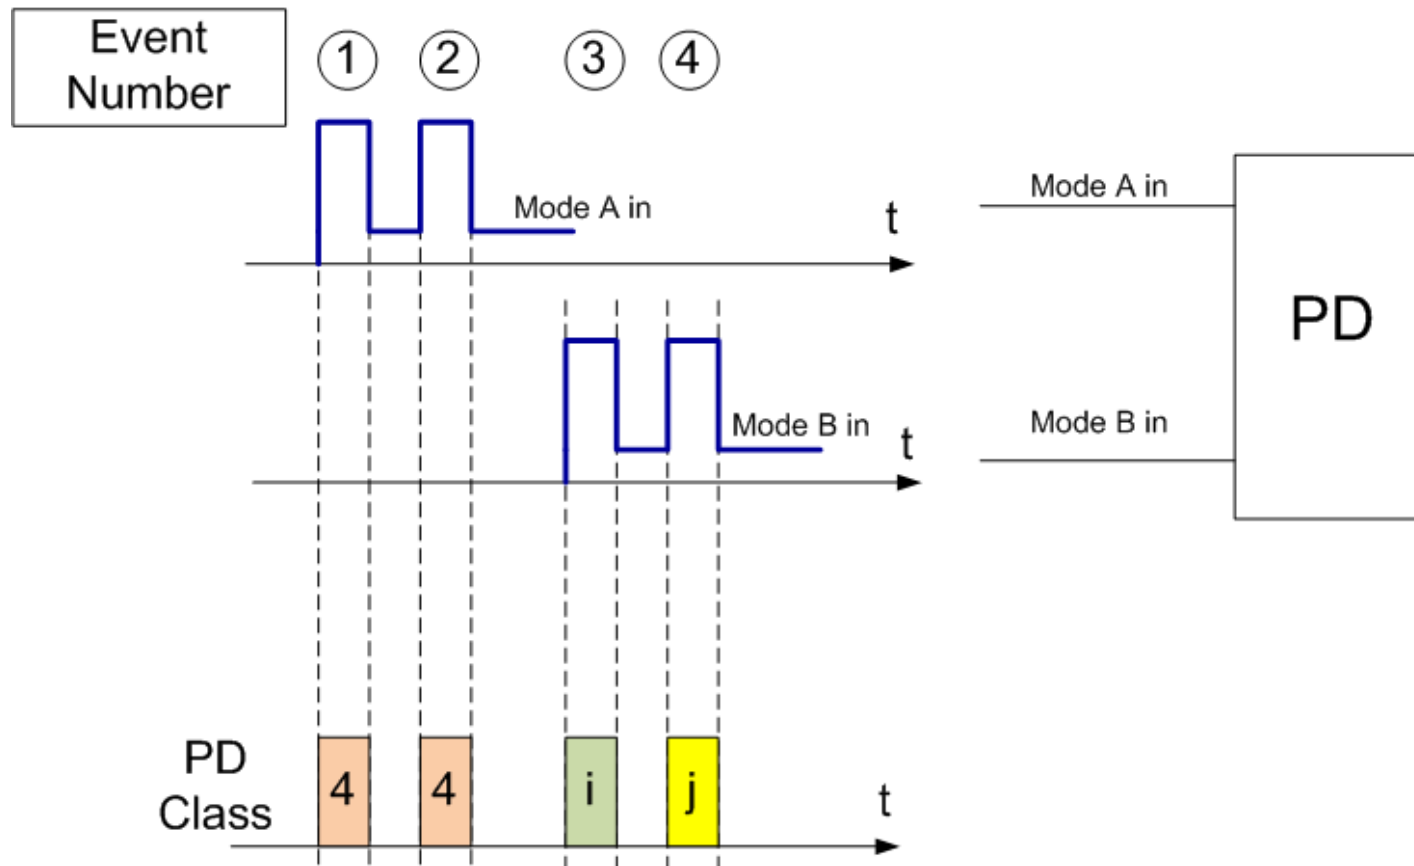 Event
Number
1 2 3 4
Mode A in
t
Mode A in
PD
Mode B in
t
Mode B in
PD
Class
4 4 i j
t